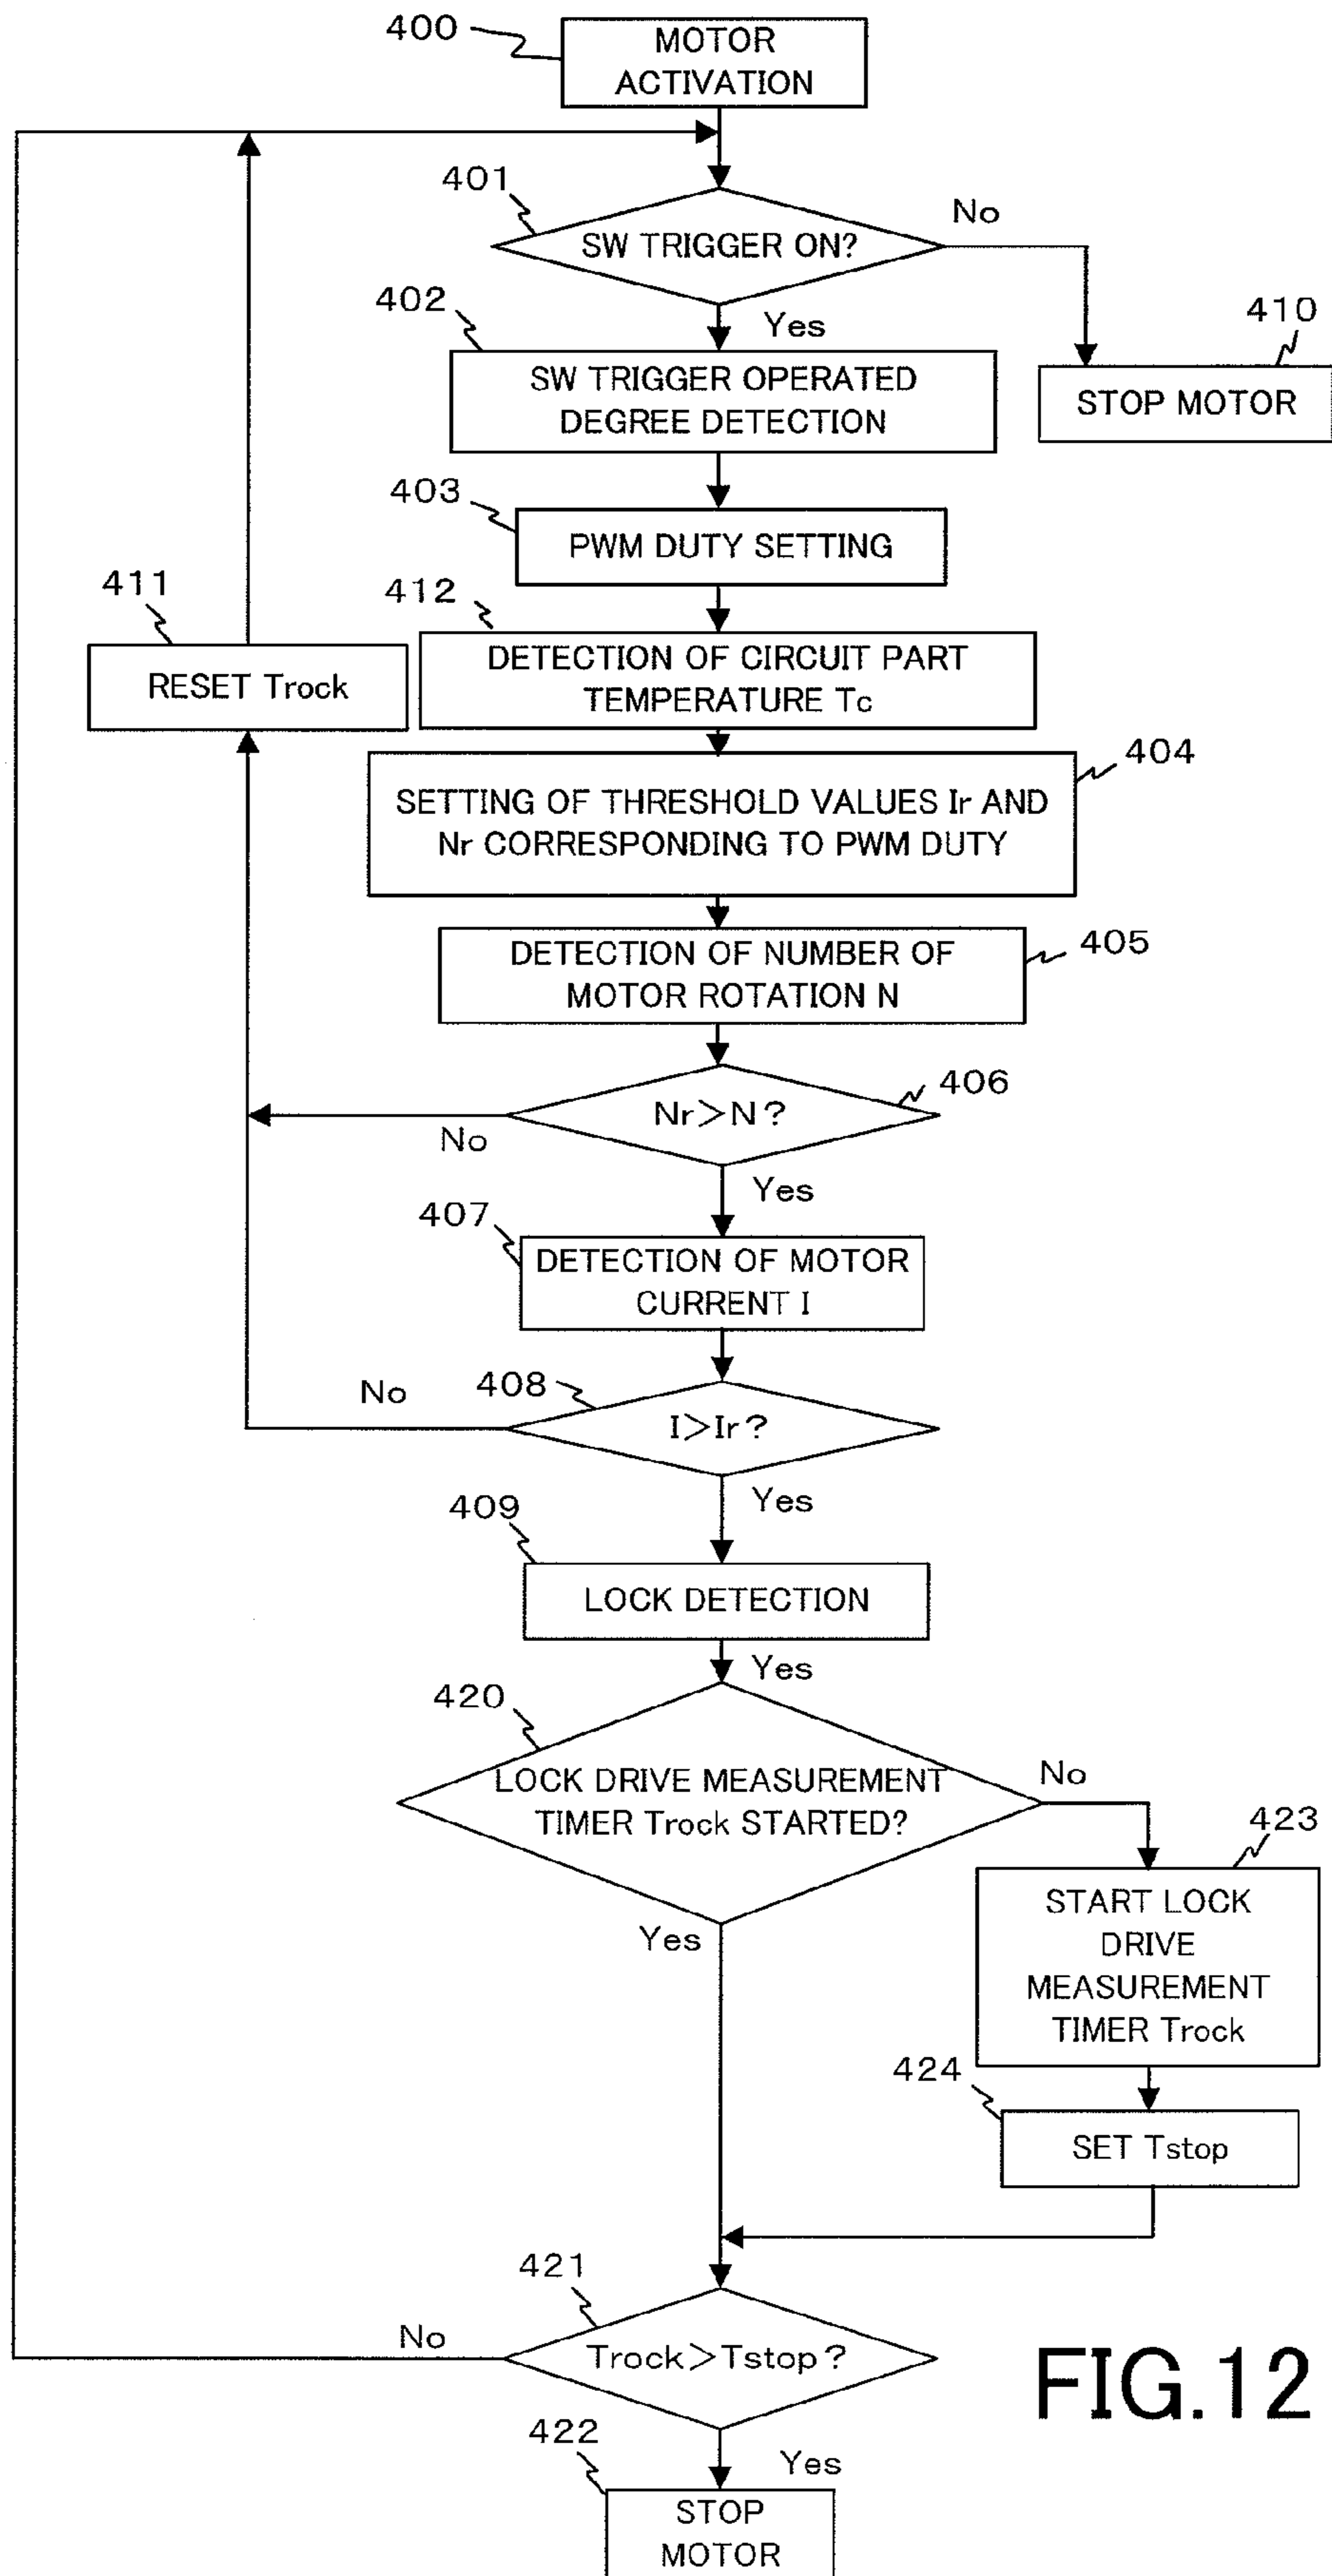 400
MOTOR
ACTIVATION
401
SW TRIGGER ON?
No
Yes
402
SW TRIGGER OPERATED
DEGREE DETECTION
410
STOP MOTOR
403
PWM DUTY SETTING
411
RESET Trock
412
DETECTION OF CIRCUIT PART
TEMPERATURE Tc
404
SETTING OF THRESHOLD VALUES Ir AND
Nr CORRESPONDING TO PWM DUTY
405
DETECTION OF NUMBER OF
MOTOR ROTATION N
406
Nr>N?
No
Yes
407
DETECTION OF MOTOR
CURRENT I
408
I>Ir?
No
Yes
409
LOCK DETECTION
Yes
420
LOCK DRIVE MEASUREMENT
TIMER Trock STARTED?
No
Yes
423
START LOCK
DRIVE
MEASUREMENT
TIMER Trock
424
SET Tstop
421
Trock>Tstop?
No
Yes
422
STOP
MOTOR
FIG.12